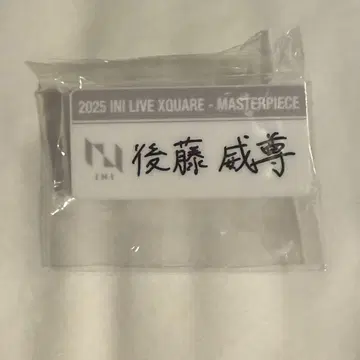 2025 INI LIVE XQUARE - MASTERPIECE
INI
後藤 威尊